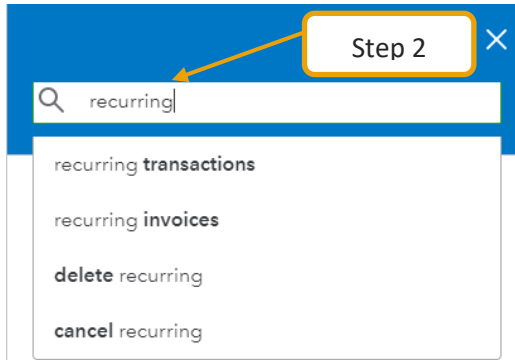 Step 2
recurring
recurring transactions
recurring invoices
delete recurring
cancel recurring